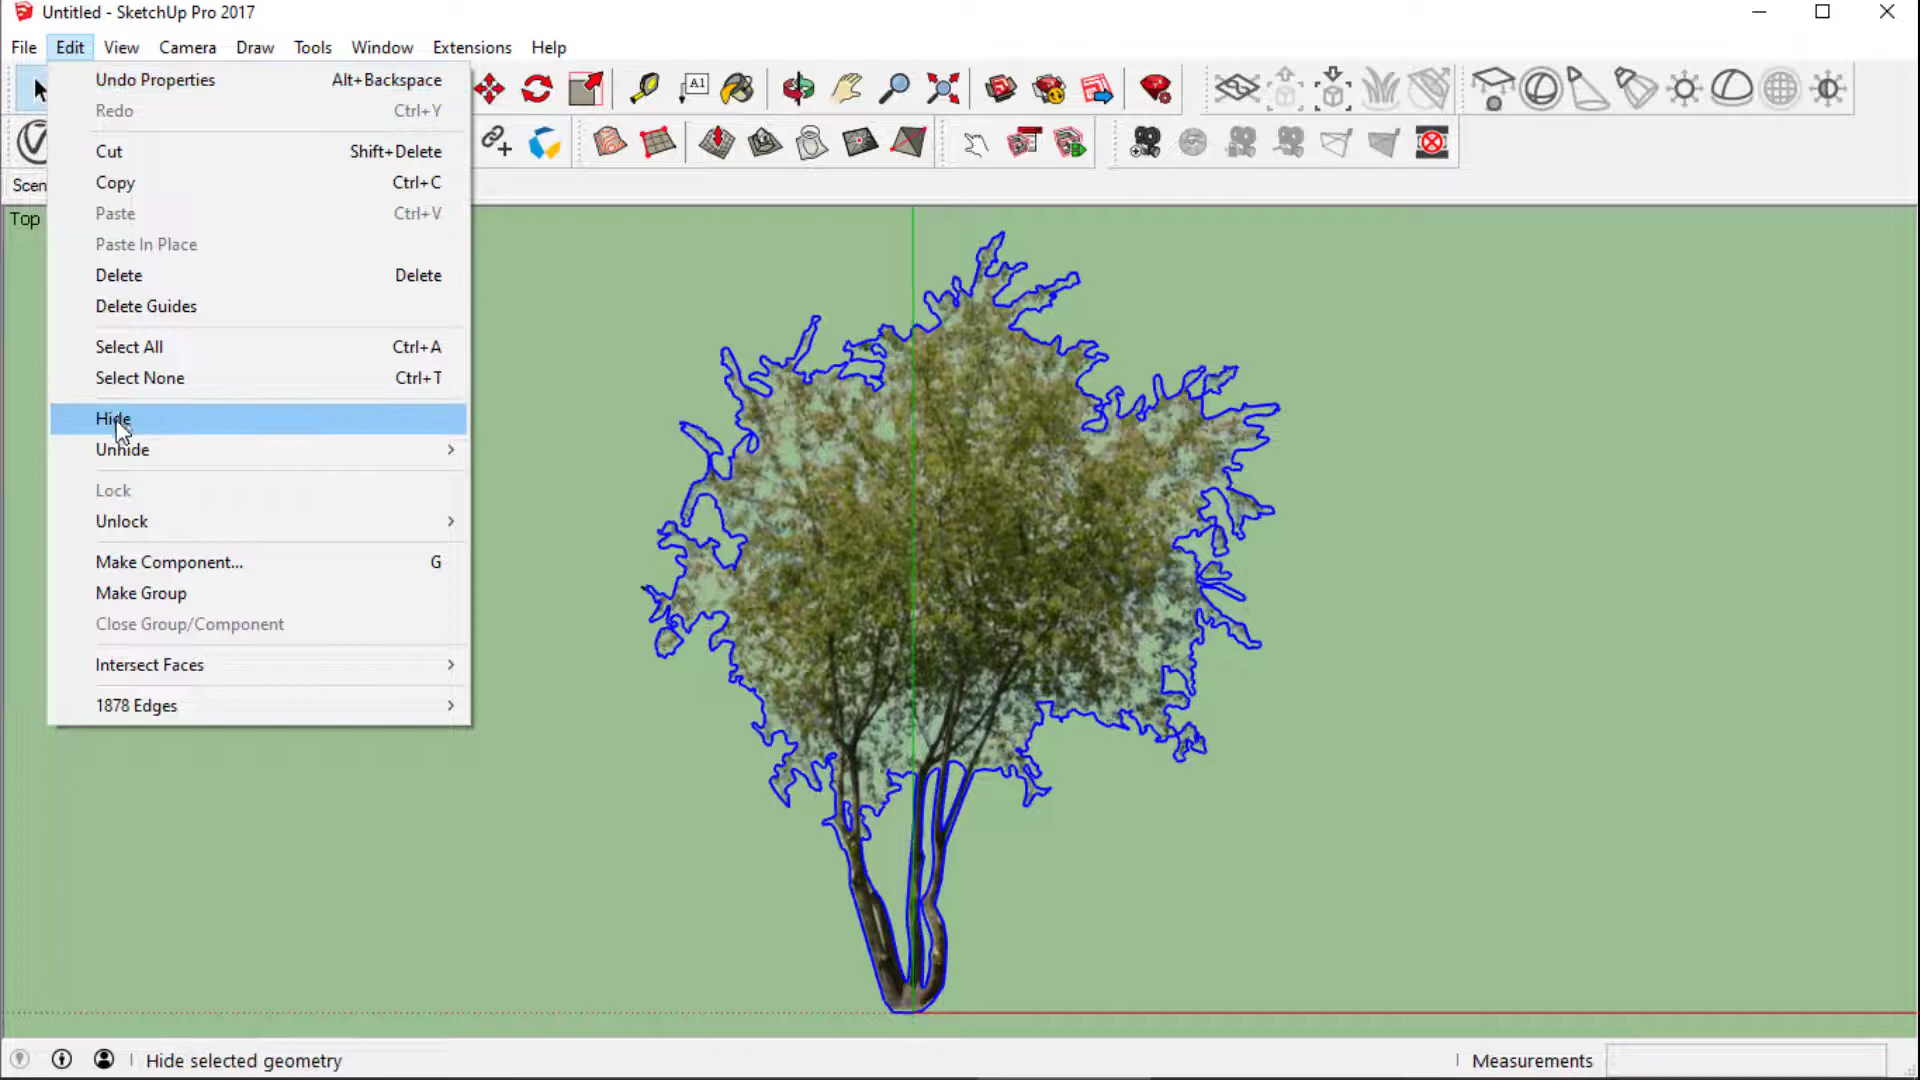 Untitled - SketchUp Pro 2017
File Edit View Camera Draw Tools Window Extensions Help
Undo Properties Alt+Backspace
Redo Ctrl+Y
Cut Shift+Delete
Copy Ctrl+C
Paste Ctrl+V
Paste In Place
Delete Delete
Delete Guides
Select All Ctrl+A
Select None Ctrl+T
Hide
Unhide
Lock
Unlock
Make Component... G
Make Group
Close Group/Component
Intersect Faces
1878 Edges
A1
Scen
Top
Hide selected geometry
Measurements